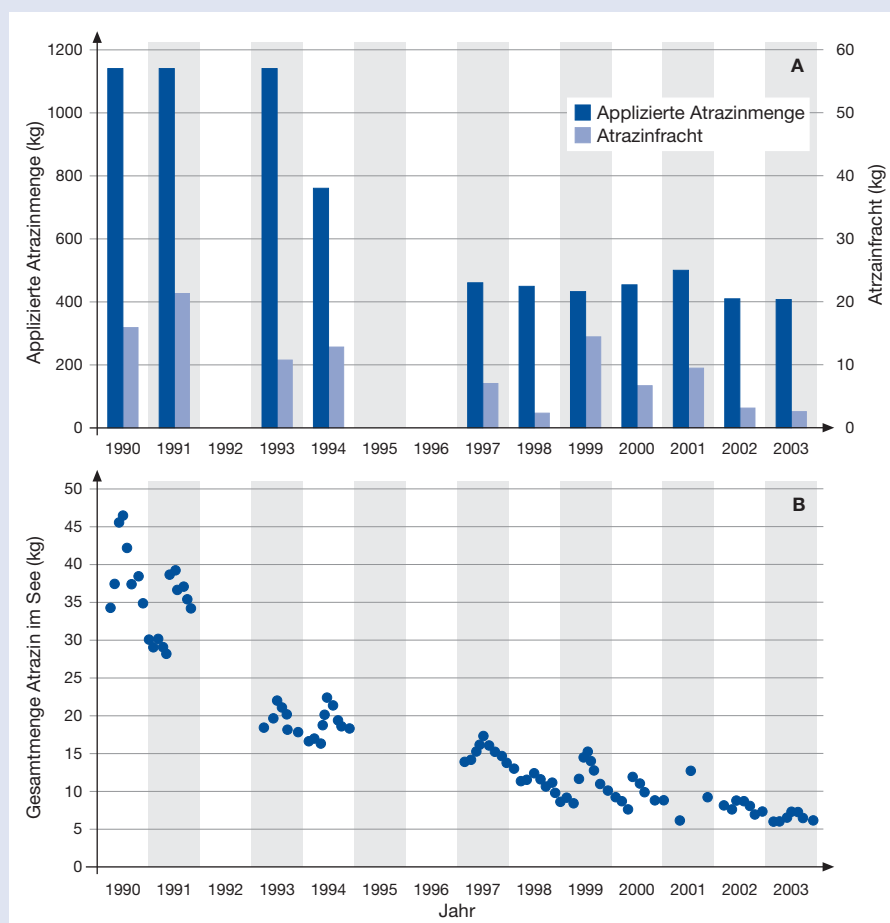 A
1200
1000
800
600
400
200
0
Applizierte Atrazinmenge (kg)
60
50
40
30
20
10
0
Atrzainfracht (kg)
Applizierte Atrazinmenge
Atrazinfracht
1990 1991 1992 1993 1994 1995 1996 1997 1998 1999 2000 2001 2002 2003
B
50
45
40
35
30
25
20
15
10
5
0
Gesamtmenge Atrazin im See (kg)
1990 1991 1992 1993 1994 1995 1996 1997 1998 1999 2000 2001 2002 2003
Jahr